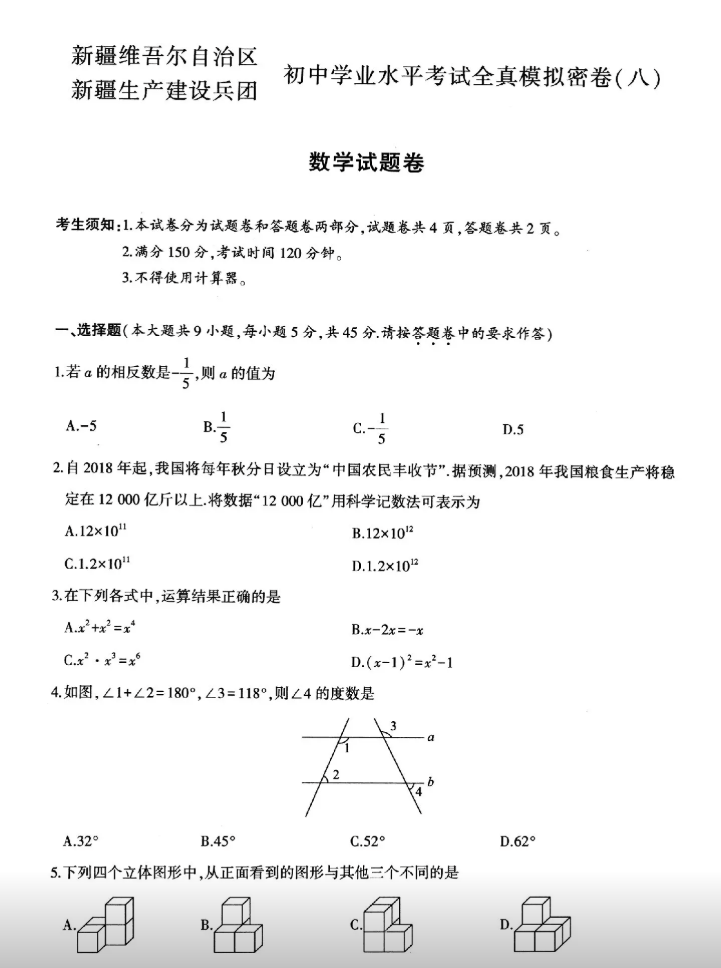 新疆维吾尔自治区
新疆生产建设兵团
初中学业水平考试全真模拟密卷(八)
数学试题卷
考生须知:1.本试卷分为试题卷和答题卷两部分,试题卷共4页,答题卷共2页。
2.满分150分,考试时间120分钟。
3.不得使用计算器。
一、选择题(本大题共9小题,每小题5分,共45分.请按答题卷中的要求作答)
1.若a的相反数是-1/5,则a的值为
A.-5 B.1/5 C.-1/5 D.5
2.自2018年起,我国将每年秋分日设立为“中国农民丰收节”.据预测,2018年我国粮食生产将稳
定在12 000亿斤以上.将数据“12 000亿”用科学记数法可表示为
A.12×10¹¹ B.12×10¹²
C.1.2×10¹¹ D.1.2×10¹²
3.在下列各式中,运算结果正确的是
A.x²+x²=x⁴ B.x-2x=-x
C.x²·x³=x⁶ D.(x-1)²=x²-1
4.如图,∠1+∠2=180°,∠3=118°,则∠4的度数是
3
a
1
2
b
4
A.32° B.45° C.52° D.62°
5.下列四个立体图形中,从正面看到的图形与其他三个不同的是
A. B. C. D.